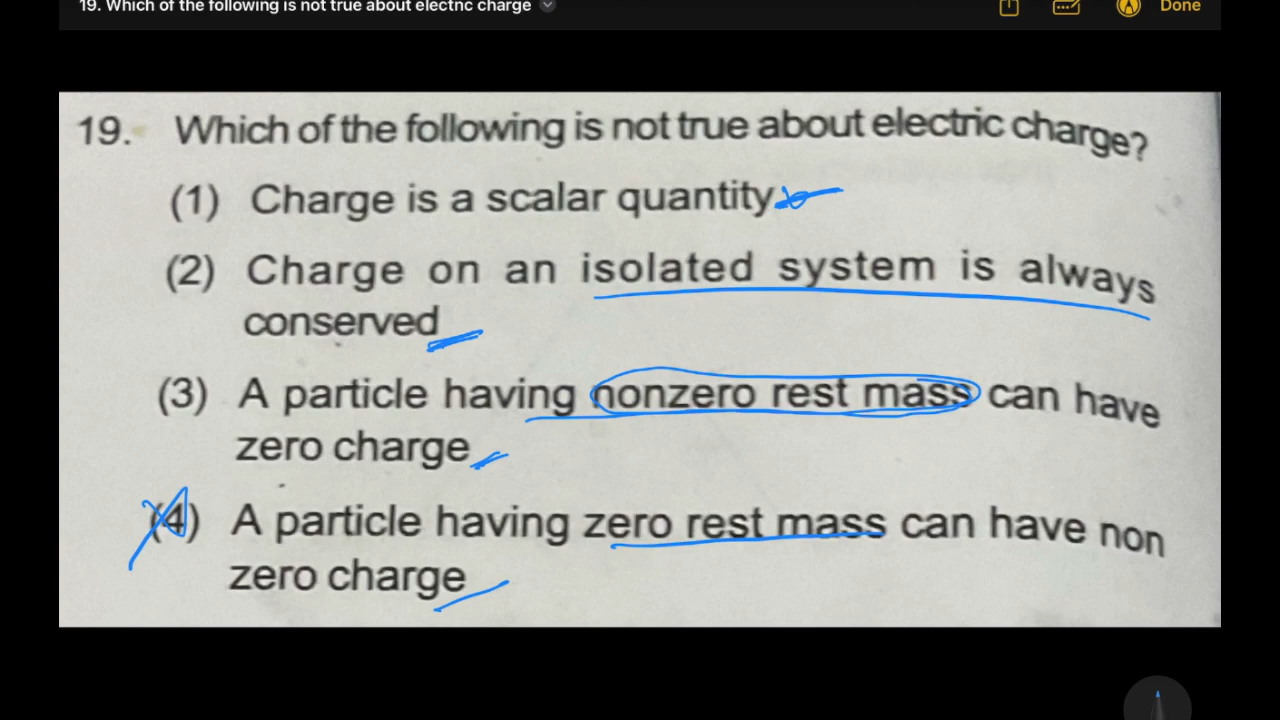 19. Which of the following is not true about electric charge
Done
19. Which of the following is not true about electric charge?
(1) Charge is a scalar quantity
(2) Charge on an isolated system is always
conserved
(3) A particle having nonzero rest mass can have
zero charge
(4) A particle having zero rest mass can have non
zero charge